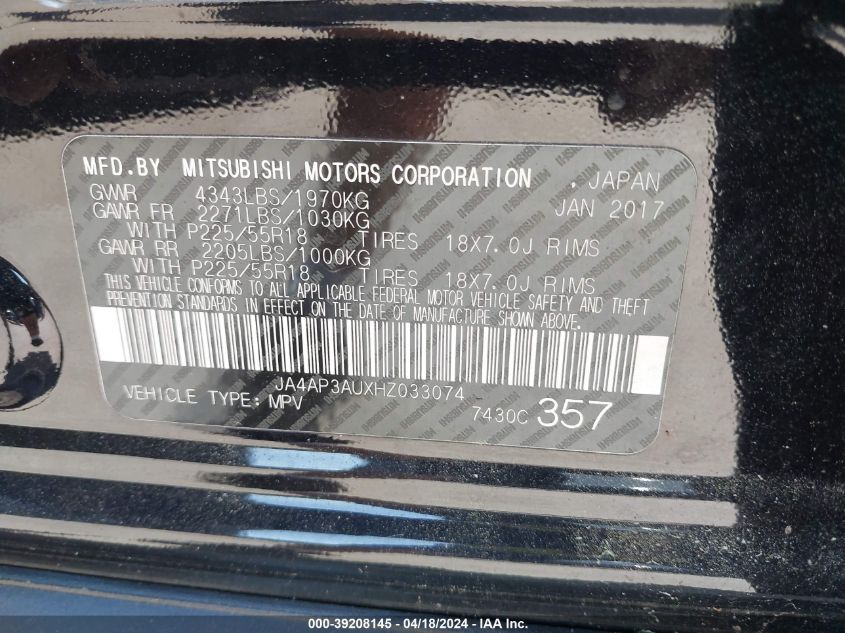 MFD.BY MITSUBISHI MOTORS CORPORATION . JAPAN
GVWR 4343LBS/1970KG JAN 2017
GAWR FR 2271LBS/1030KG
WITH P225/55R18 TIRES 18X7.0J RIMS
GAWR RR 2205LBS/1000KG
WITH P225/55R18 TIRES 18X7.0J RIMS
THIS VEHICLE CONFORMS TO ALL APPLICABLE FEDERAL MOTOR VEHICLE SAFETY AND THEFT
PREVENTION STANDARDS IN EFFECT ON THE DATE OF MANUFACTURE SHOWN ABOVE.
JA4AP3AUXHZ033074
VEHICLE TYPE: MPV 7430C 357
000-39208145 - 04/18/2024 - IAA Inc.